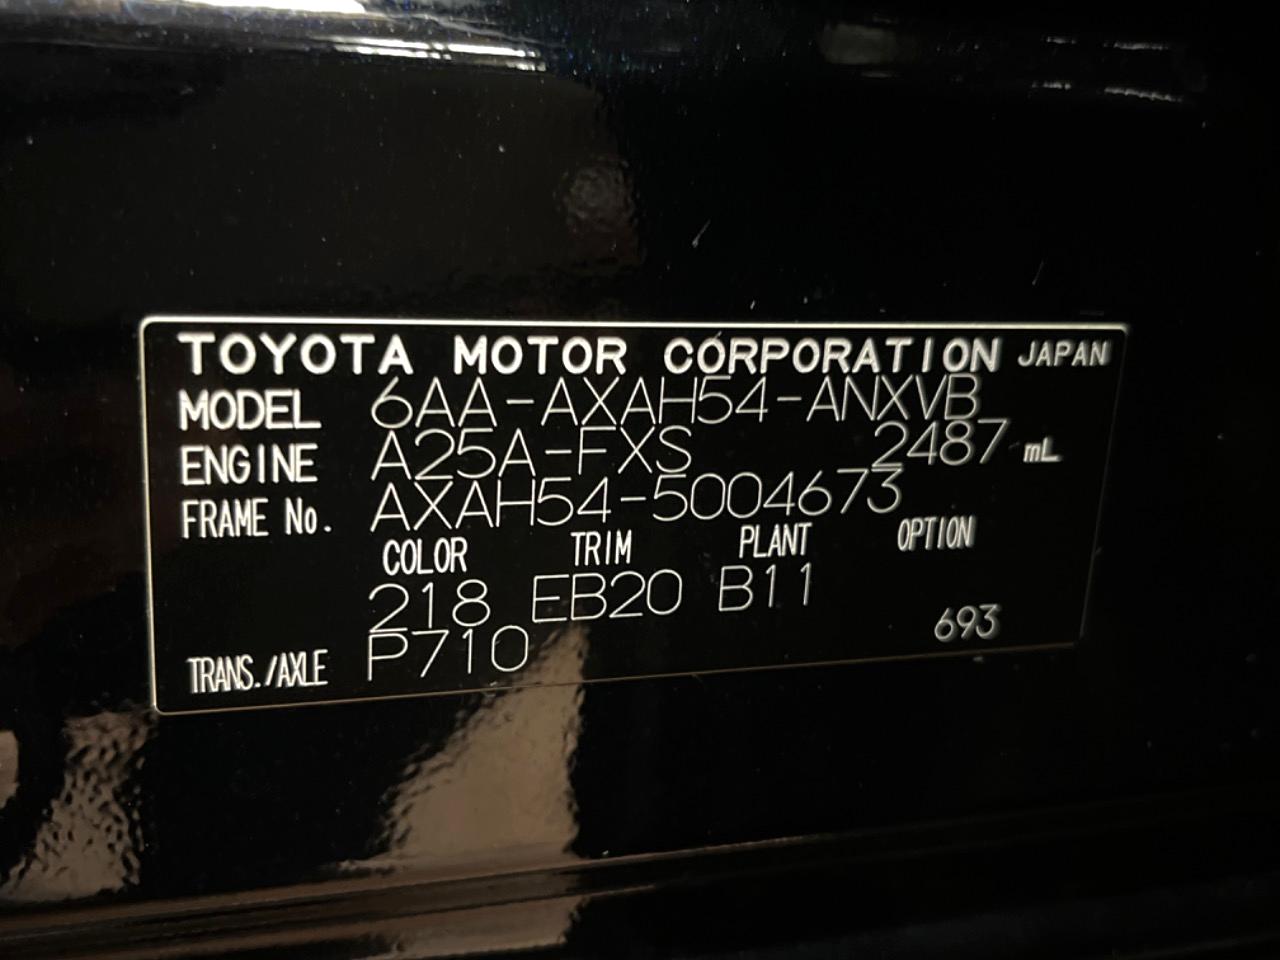 TOYOTA MOTOR CORPORATION JAPAN
MODEL 6AA-AXAH54-ANXVB
ENGINE A25A-FXS 2487 mL
FRAME No. AXAH54-5004673
COLOR TRIM PLANT OPTION
218 EB20 B11
TRANS./AXLE P710 693